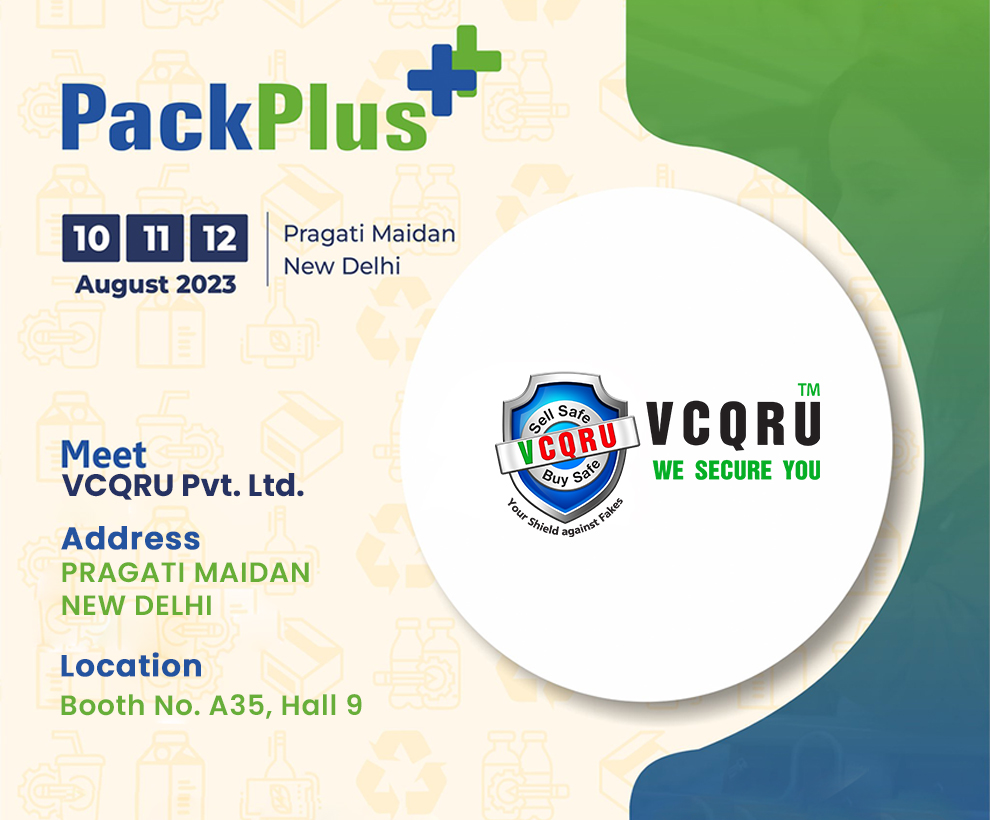 PackPlus
10 11 12
August 2023
Pragati Maidan
New Delhi
Meet
VCQRU Pvt. Ltd.
Address
PRAGATI MAIDAN
NEW DELHI
Location
Booth No. A35, Hall 9
Sell Safe
VCQRU
Buy Safe
Your Shield against Fakes
VCQRU TM
WE SECURE YOU